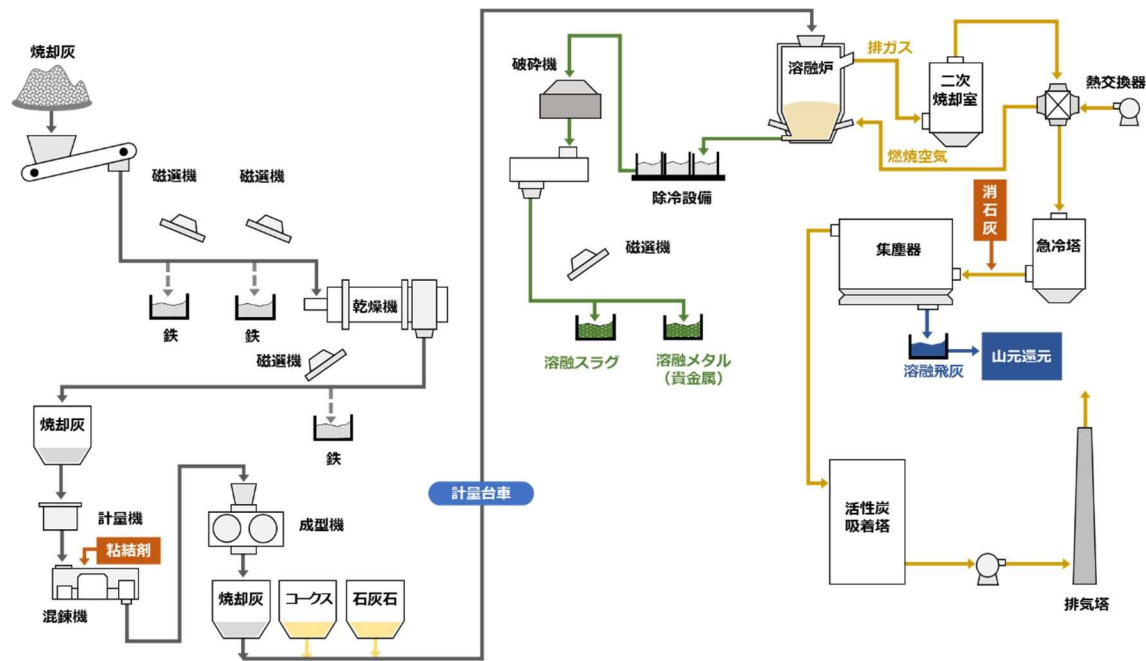 焼却灰
磁選機
磁選機
鉄
鉄
乾燥機
磁選機
鉄
焼却灰
計量機
粘結剤
混錬機
成型機
焼却灰
コークス
石灰石
計量台車
破砕機
除冷設備
磁選機
溶融スラグ
溶融メタル
（貴金属）
溶融炉
排ガス
二次
焼却室
熱交換器
燃焼空気
消
石
灰
急冷塔
集塵器
溶融飛灰
山元還元
活性炭
吸着塔
排気塔